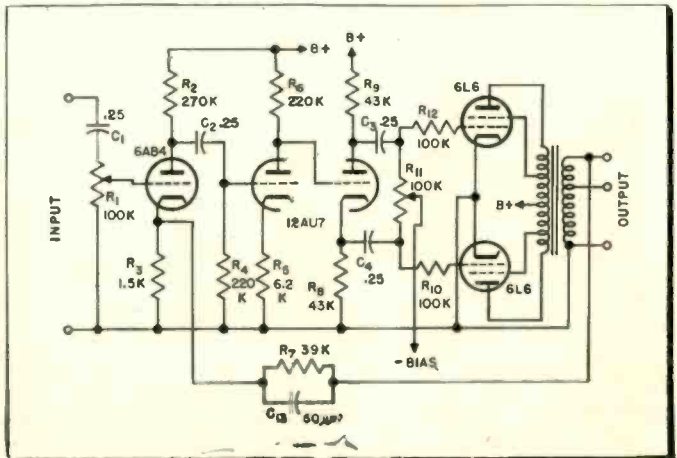 B+
B+
R2
270K
R6
220K
R9
43K
6L6
.25
C1
6AB4
C2 .25
C3 .25
R12
100K
R1
100K
12AU7
R11
100K
B+
INPUT
OUTPUT
R3
1.5K
R4
220
K
R5
6.2
K
R8
43K
C4
.25
R10
100K
6L6
-BIAS
R7 39K
50